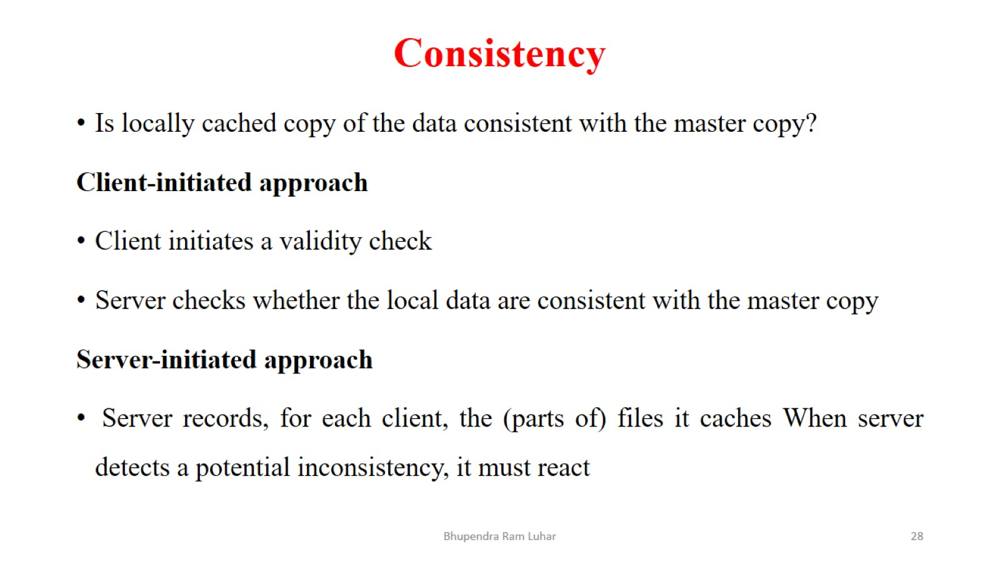 Consistency
• Is locally cached copy of the data consistent with the master copy?
Client-initiated approach
• Client initiates a validity check
• Server checks whether the local data are consistent with the master copy
Server-initiated approach
• Server records, for each client, the (parts of) files it caches When server
detects a potential inconsistency, it must react
Bhupendra Ram Luhar
28